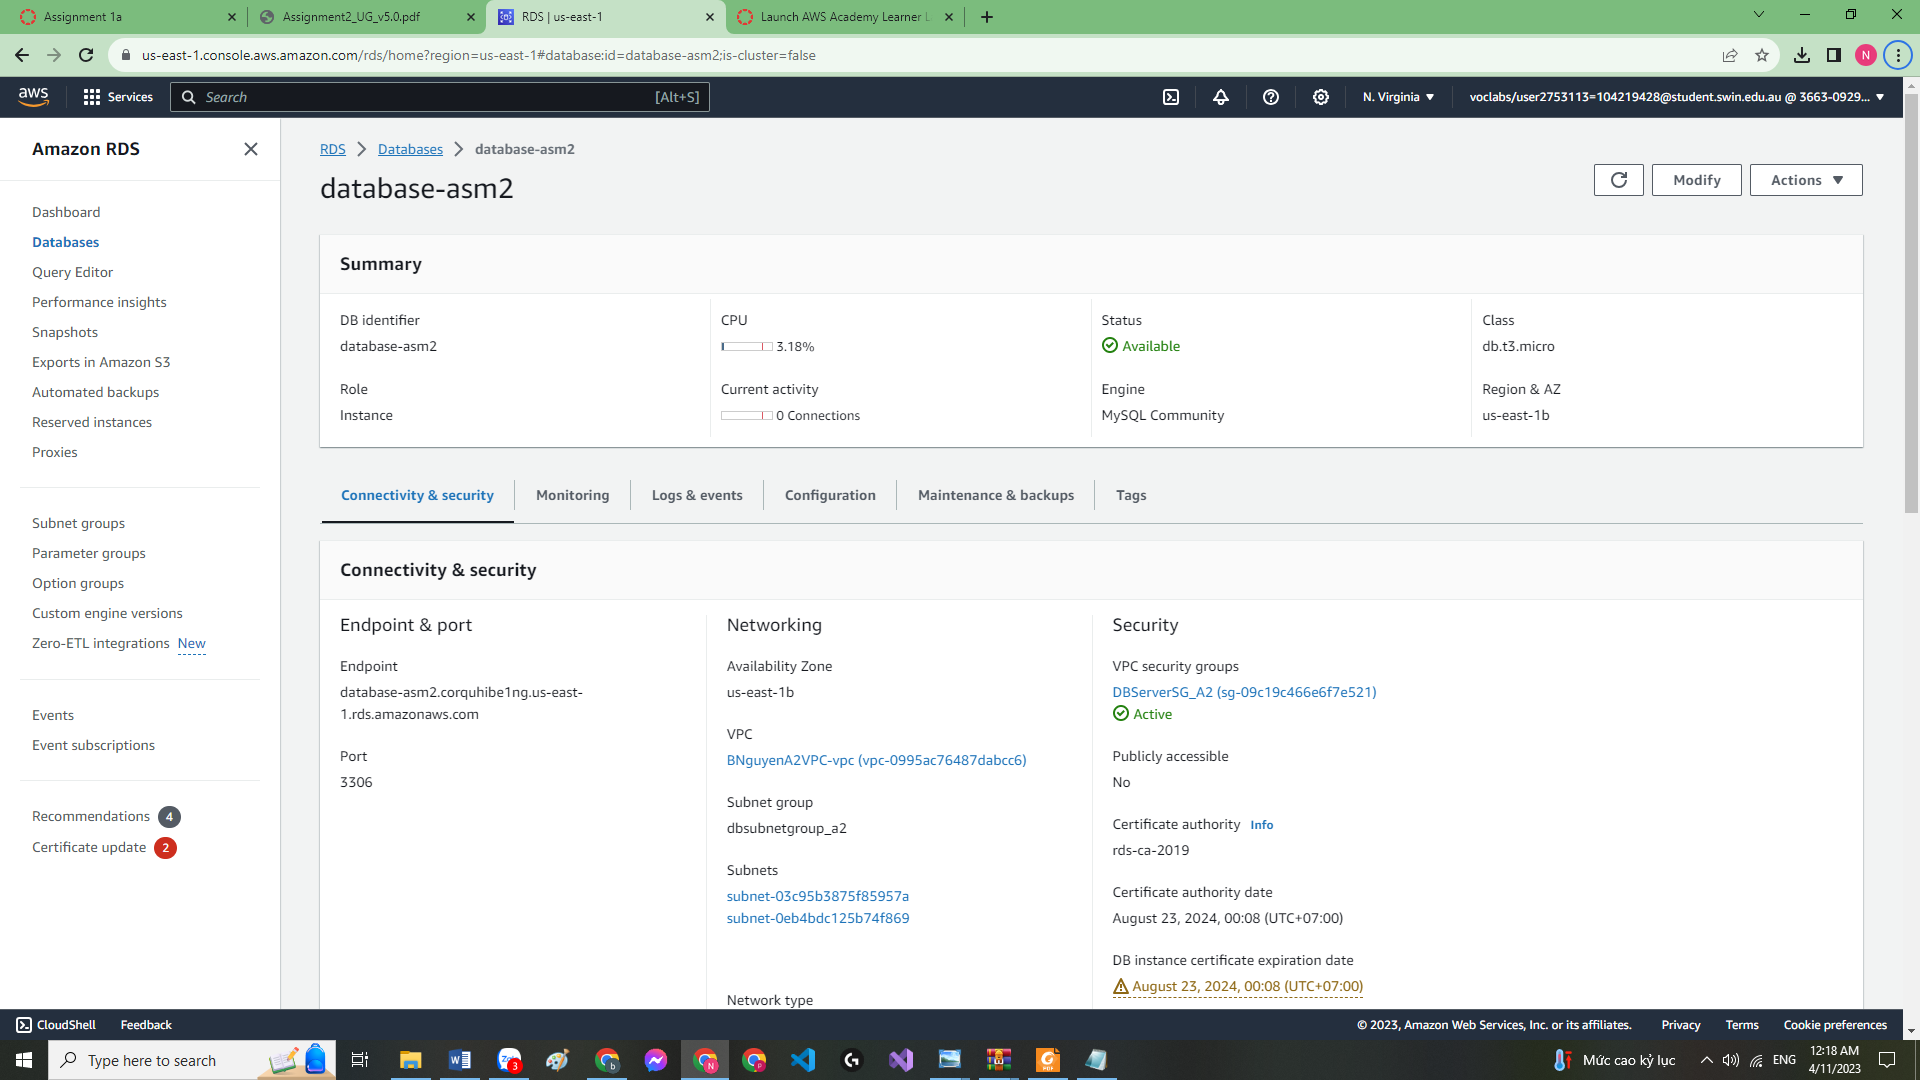 Assignment 1a
Assignment2_UG_v5.0.pdf
RDS | us-east-1
Launch AWS Academy Learner L
us-east-1.console.aws.amazon.com/rds/home?region=us-east-1#database:id=database-asm2;is-cluster=false
N
aws
Services
Search
[Alt+S]
N. Virginia
voclabs/user2753113=104219428@student.swin.edu.au @ 3663-0929...
Amazon RDS
Dashboard
Databases
Query Editor
Performance insights
Snapshots
Exports in Amazon S3
Automated backups
Reserved instances
Proxies
Subnet groups
Parameter groups
Option groups
Custom engine versions
Zero-ETL integrations New
Events
Event subscriptions
Recommendations 4
Certificate update 2
RDS > Databases > database-asm2
database-asm2
Modify
Actions
Summary
DB identifier
database-asm2
CPU
3.18%
Status
Available
Class
db.t3.micro
Role
Instance
Current activity
0 Connections
Engine
MySQL Community
Region & AZ
us-east-1b
Connectivity & security
Monitoring
Logs & events
Configuration
Maintenance & backups
Tags
Connectivity & security
Endpoint & port
Endpoint
database-asm2.corquhibe1ng.us-east-
1.rds.amazonaws.com
Port
3306
Networking
Availability Zone
us-east-1b
VPC
BNguyenA2VPC-vpc (vpc-0995ac76487dabcc6)
Subnet group
dbsubnetgroup_a2
Subnets
subnet-03c95b3875f85957a
subnet-0eb4bdc125b74f869
Network type
Security
VPC security groups
DBServerSG_A2 (sg-09c19c466e6f7e521)
Active
Publicly accessible
No
Certificate authority Info
rds-ca-2019
Certificate authority date
August 23, 2024, 00:08 (UTC+07:00)
DB instance certificate expiration date
August 23, 2024, 00:08 (UTC+07:00)
CloudShell
Feedback
© 2023, Amazon Web Services, Inc. or its affiliates.
Privacy
Terms
Cookie preferences
Type here to search
Mức cao kỷ lục
ENG
12:18 AM
4/11/2023